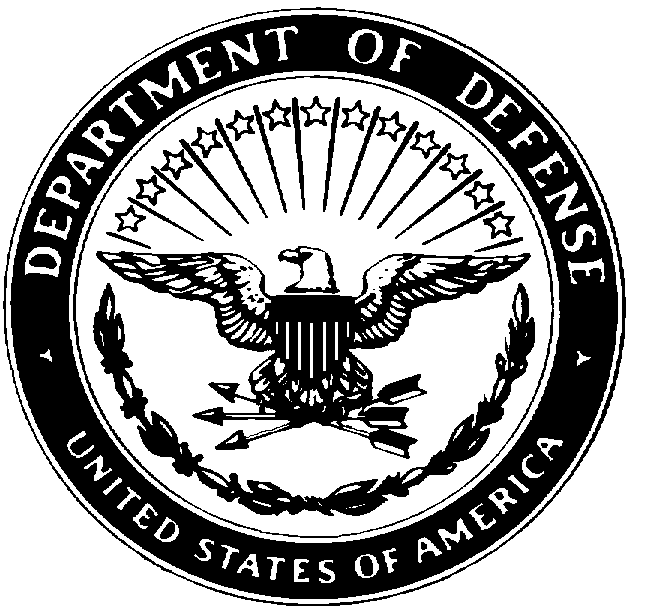 DEPARTMENT OF DEFENSE
UNITED STATES OF AMERICA